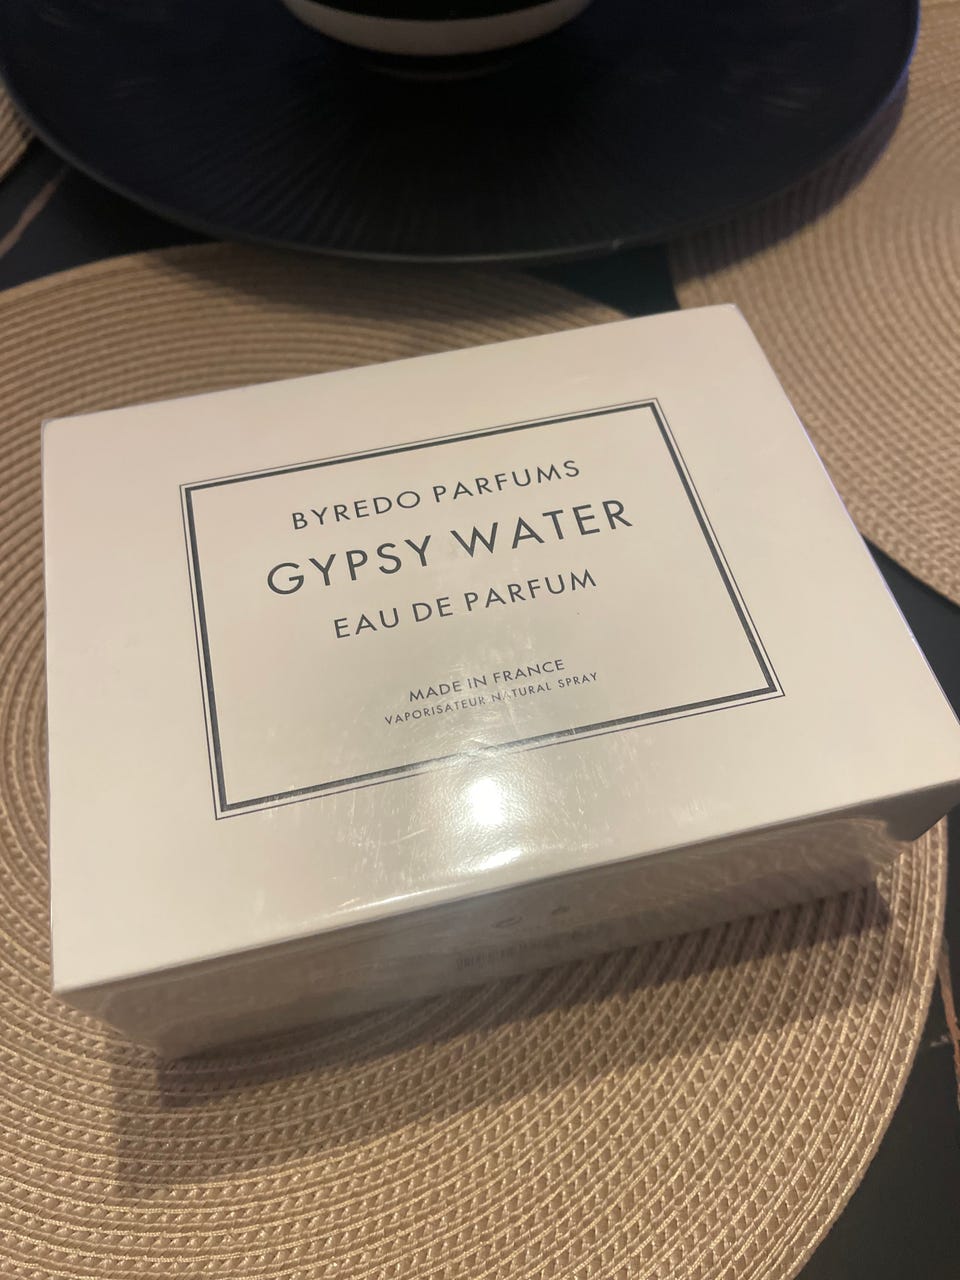 BYREDO PARFUMS
GYPSY WATER
EAU DE PARFUM
MADE IN FRANCE
VAPORISATEUR NATURAL SPRAY